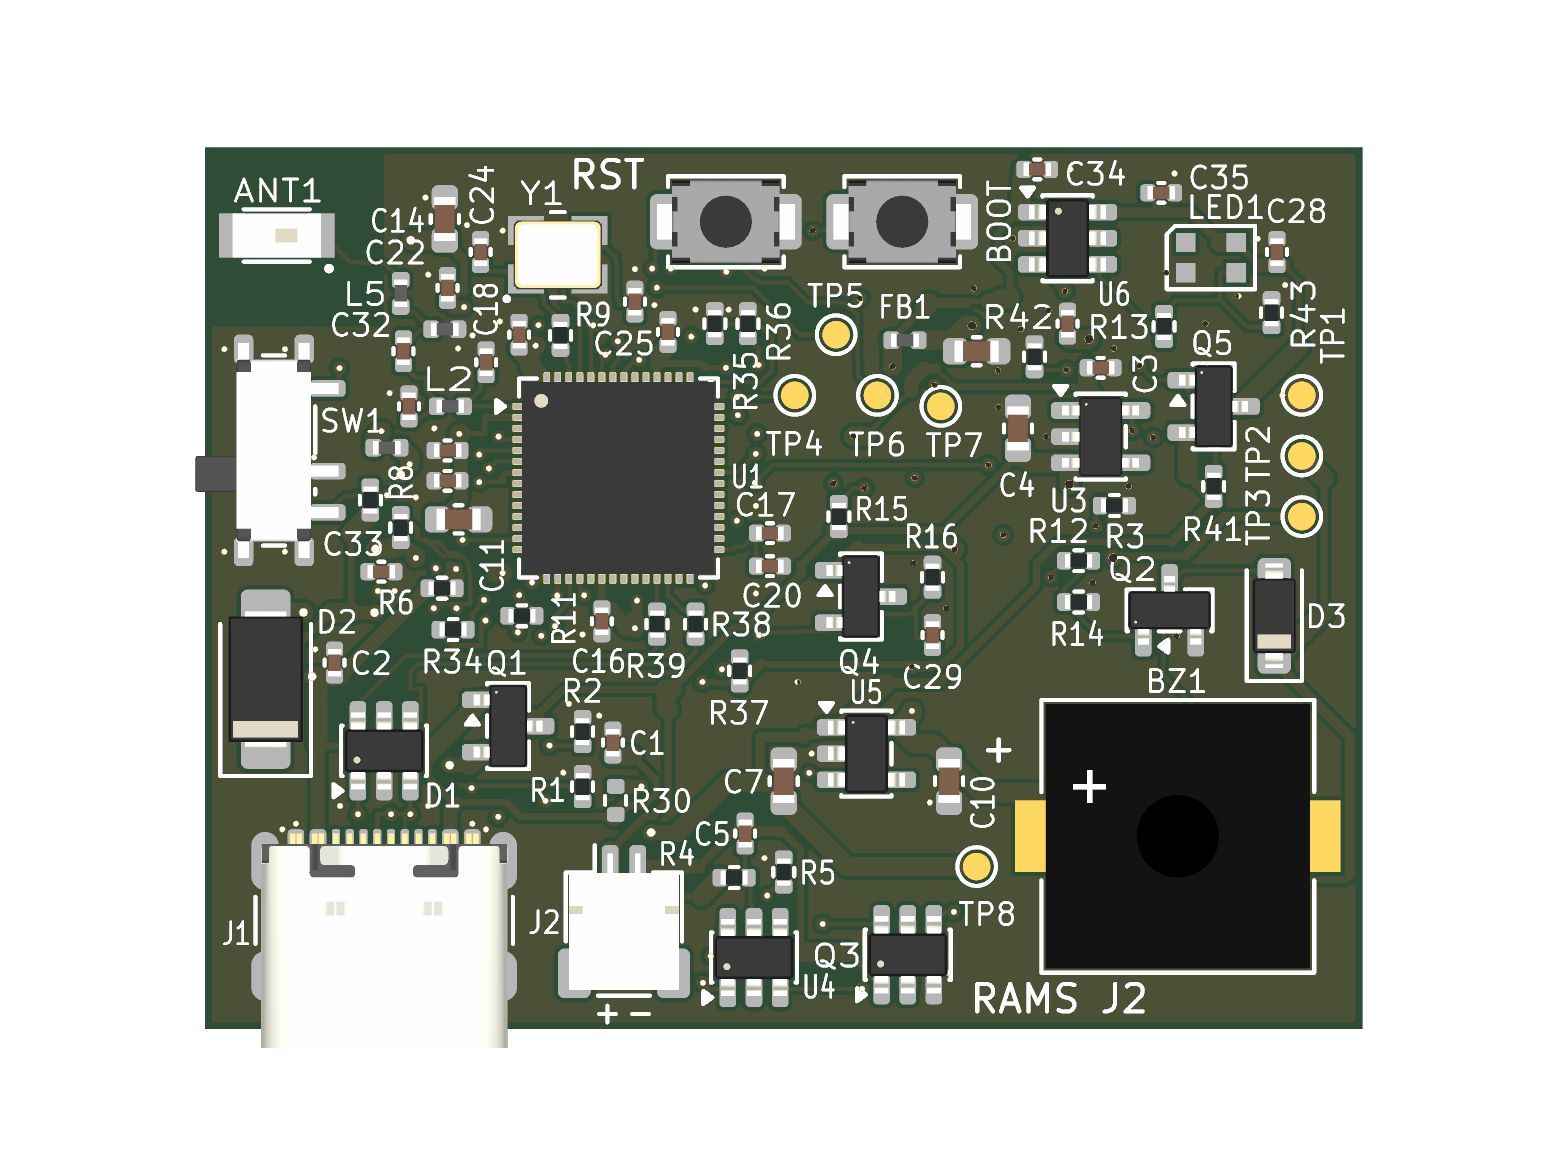 RST
C34
C35
ANT1
C24
Y1
BOOT
LED1
C28
C14
C22
L5
C18
R9
TP5
FB1
U6
R43
C32
C25
R36
R42
R13
TP1
Q5
L2
R35
C3
SW1
TP4
TP6
TP7
TP2
R8
U1
C4
U3
C17
R15
R41
TP3
C33
C11
R16
R12
R3
Q2
R6
C20
D2
R11
R38
R14
D3
C2
R34
Q1
C16
R39
Q4
C29
BZ1
R2
U5
R37
C1
+
C7
C10
+
D1
R1
R30
C5
R4
R5
TP8
J1
J2
Q3
U4
RAMS J2
+ -